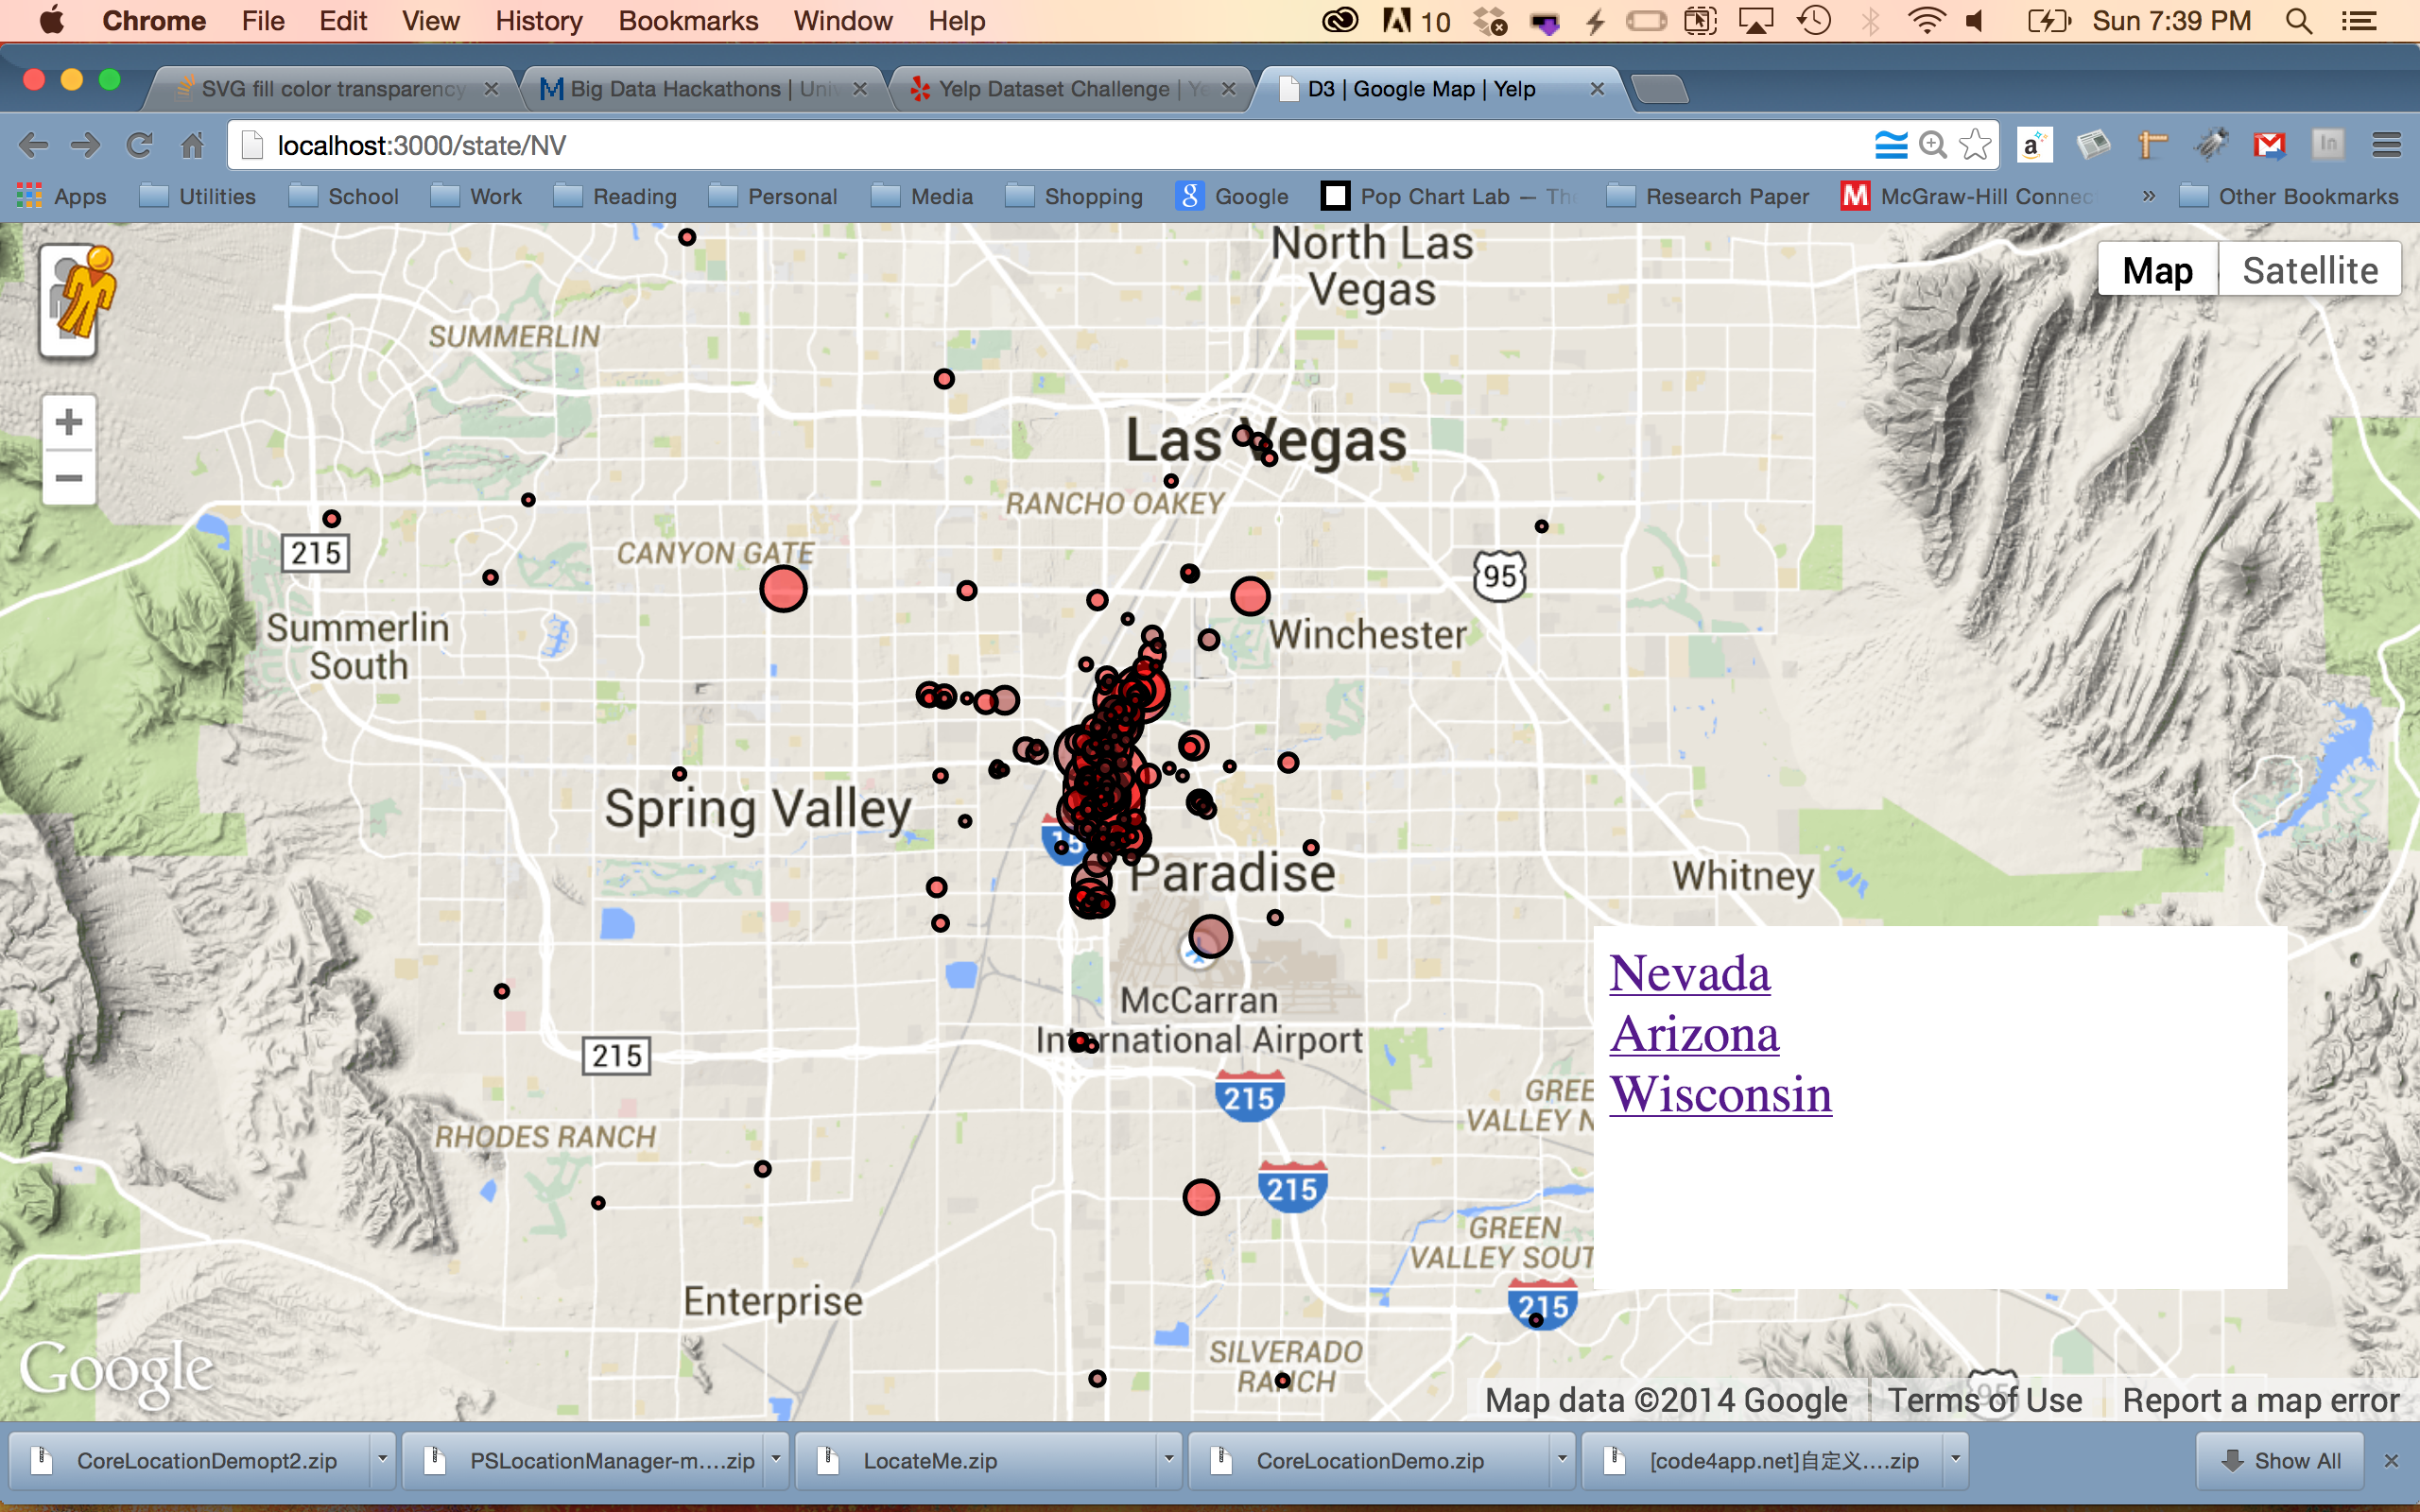 Chrome File Edit View History Bookmarks Window Help
10
Sun 7:39 PM
SVG fill color transparency
Big Data Hackathons | Uni
Yelp Dataset Challenge | Ye
D3 | Google Map | Yelp
localhost:3000/state/NV
Apps
Utilities
School
Work
Reading
Personal
Media
Shopping
Google
Pop Chart Lab — The
Research Paper
McGraw-Hill Connec
»
Other Bookmarks
North Las
Vegas
Map
Satellite
SUMMERLIN
Las Vegas
RANCHO OAKEY
215
CANYON GATE
95
Summerlin
South
Winchester
Spring Valley
15
Paradise
Whitney
McCarran
International Airport
215
215
RHODES RANCH
215
GREE
VALLEY N
GREEN
VALLEY SOUT
Enterprise
215
SILVERADO
RANCH
Nevada
Arizona
Wisconsin
Google
Map data ©2014 Google
Terms of Use
Report a map error
CoreLocationDemopt2.zip
PSLocationManager-m....zip
LocateMe.zip
CoreLocationDemo.zip
[code4app.net]自定义....zip
Show All